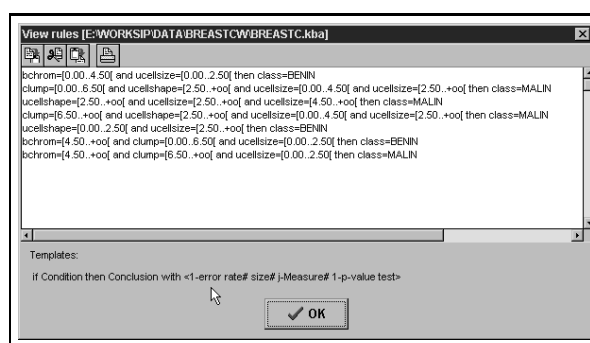 View rules [E:\WORKSIP\DATA\BREASTCW\BREASTC.kba]
bchrom=[0.00..4.50[ and ucellsize=[0.00..2.50[ then class=BENIN
clump=[0.00..6.50[ and ucellshape=[2.50..+oo[ and ucellsize=[0.00..4.50[ and ucellsize=[2.50..+oo[ then class=MALIN
ucellshape=[2.50..+oo[ and ucellsize=[2.50..+oo[ and ucellsize=[4.50..+oo[ then class=MALIN
clump=[6.50..+oo[ and ucellshape=[2.50..+oo[ and ucellsize=[0.00..4.50[ and ucellsize=[2.50..+oo[ then class=MALIN
ucellshape=[0.00..2.50[ and ucellsize=[2.50..+oo[ then class=BENIN
bchrom=[4.50..+oo[ and clump=[0.00..6.50[ and ucellsize=[0.00..2.50[ then class=BENIN
bchrom=[4.50..+oo[ and clump=[6.50..+oo[ and ucellsize=[0.00..2.50[ then class=MALIN
Templates:
if Condition then Conclusion with <1-error rate# size# j-Measure# 1-p-value test>
OK